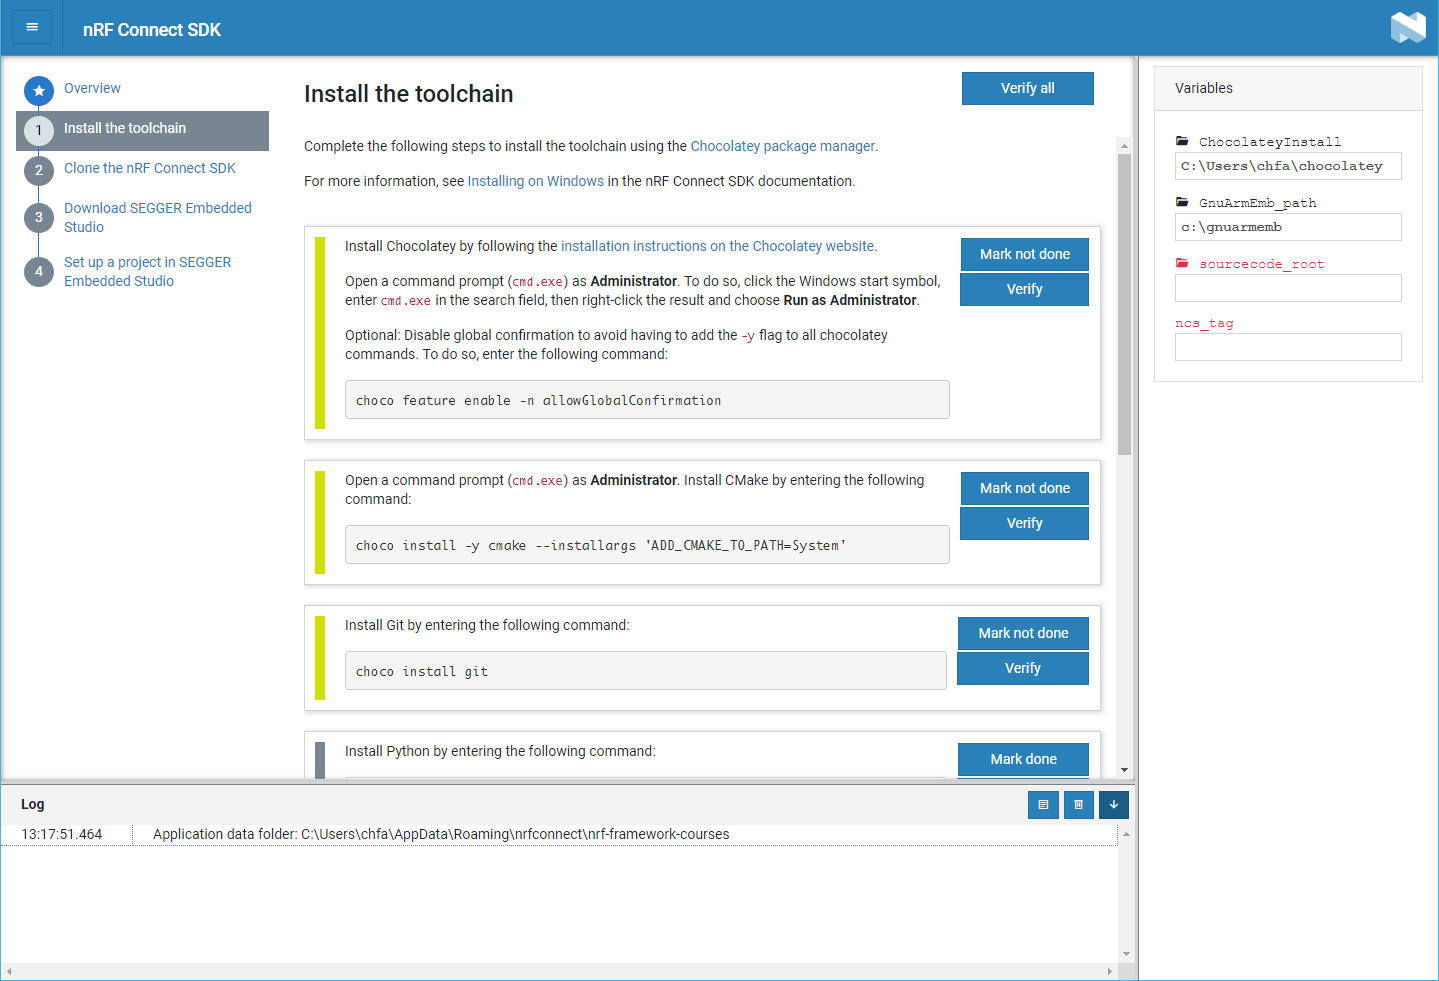 nRF Connect SDK
Overview
1 Install the toolchain
2 Clone the nRF Connect SDK
3 Download SEGGER Embedded
Studio
4 Set up a project in SEGGER
Embedded Studio
Install the toolchain
Verify all
Complete the following steps to install the toolchain using the Chocolatey package manager.
For more information, see Installing on Windows in the nRF Connect SDK documentation.
Install Chocolatey by following the installation instructions on the Chocolatey website.
Mark not done
Verify
Open a command prompt (cmd.exe) as Administrator. To do so, click the Windows start symbol,
enter cmd.exe in the search field, then right-click the result and choose Run as Administrator.
Optional: Disable global confirmation to avoid having to add the -y flag to all chocolatey
commands. To do so, enter the following command:
choco feature enable -n allowGlobalConfirmation
Open a command prompt (cmd.exe) as Administrator. Install CMake by entering the following
command:
Mark not done
Verify
choco install -y cmake --installargs 'ADD_CMAKE_TO_PATH=System'
Install Git by entering the following command:
Mark not done
Verify
choco install git
Install Python by entering the following command:
Mark done
Variables
ChocolateyInstall
C:\Users\chfa\chocolatey
GnuArmEmb_path
c:\gnuarmemb
sourcecode_root
ncs_tag
Log
13:17:51.464 Application data folder: C:\Users\chfa\AppData\Roaming\nrfconnect\nrf-framework-courses